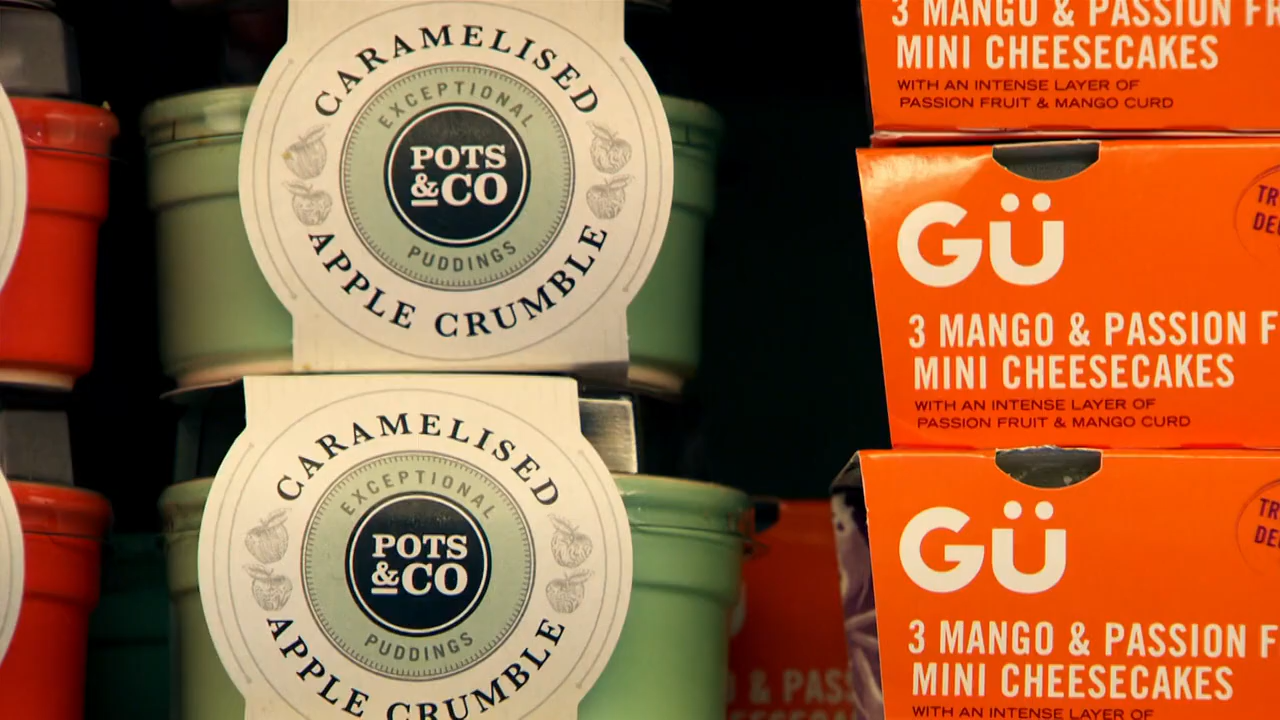 CARAMELISED
EXCEPTIONAL
POTS
&CO
PUDDINGS
APPLE CRUMBLE
CARAMELISED
EXCEPTIONAL
POTS
&CO
PUDDINGS
APPLE CRUMBLE
3 MANGO & PASSION FR
MINI CHEESECAKES
WITH AN INTENSE LAYER OF
PASSION FRUIT & MANGO CURD
GÜ
3 MANGO & PASSION F
MINI CHEESECAKES
WITH AN INTENSE LAYER OF
PASSION FRUIT & MANGO CURD
GÜ
3 MANGO & PASSION F
MINI CHEESECAKES
WITH AN INTENSE LAYER OF
& PASS